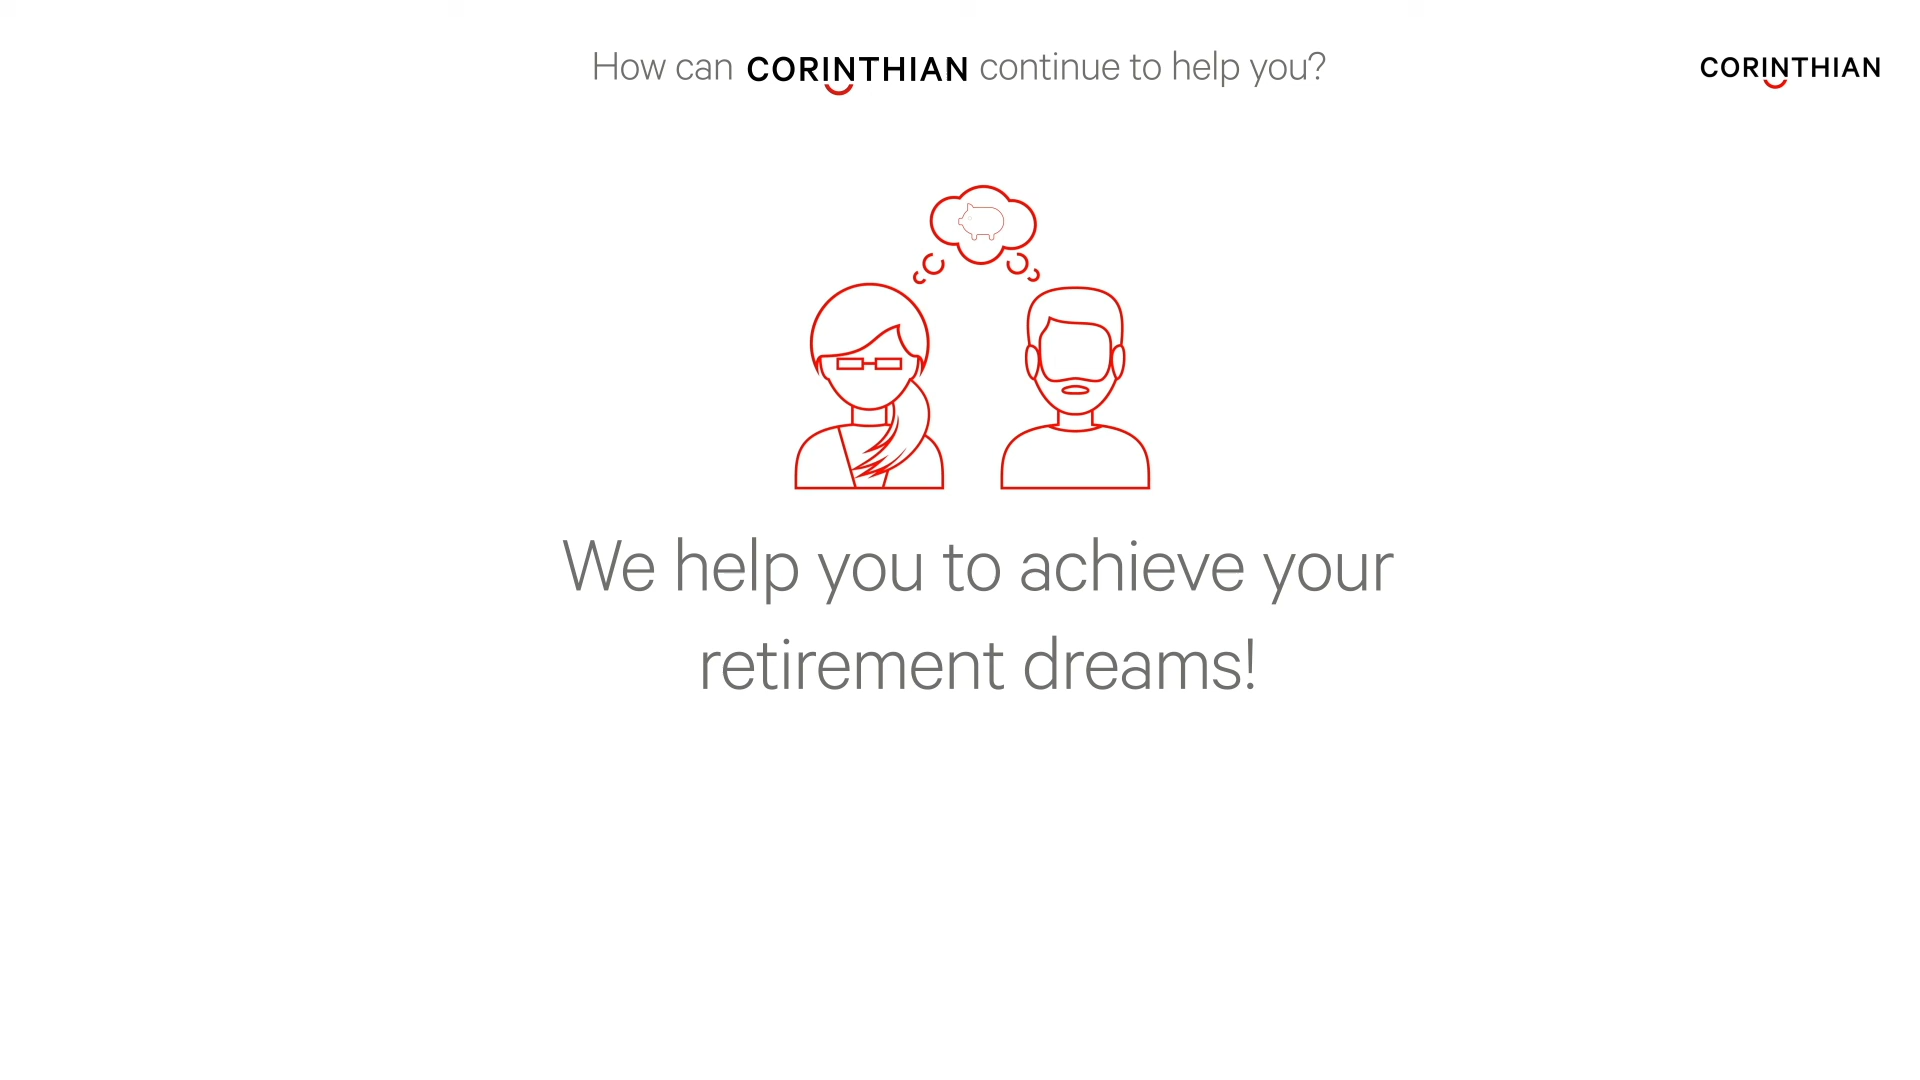 How can CORINTHIAN continue to help you?
CORINTHIAN
We help you to achieve your
retirement dreams!